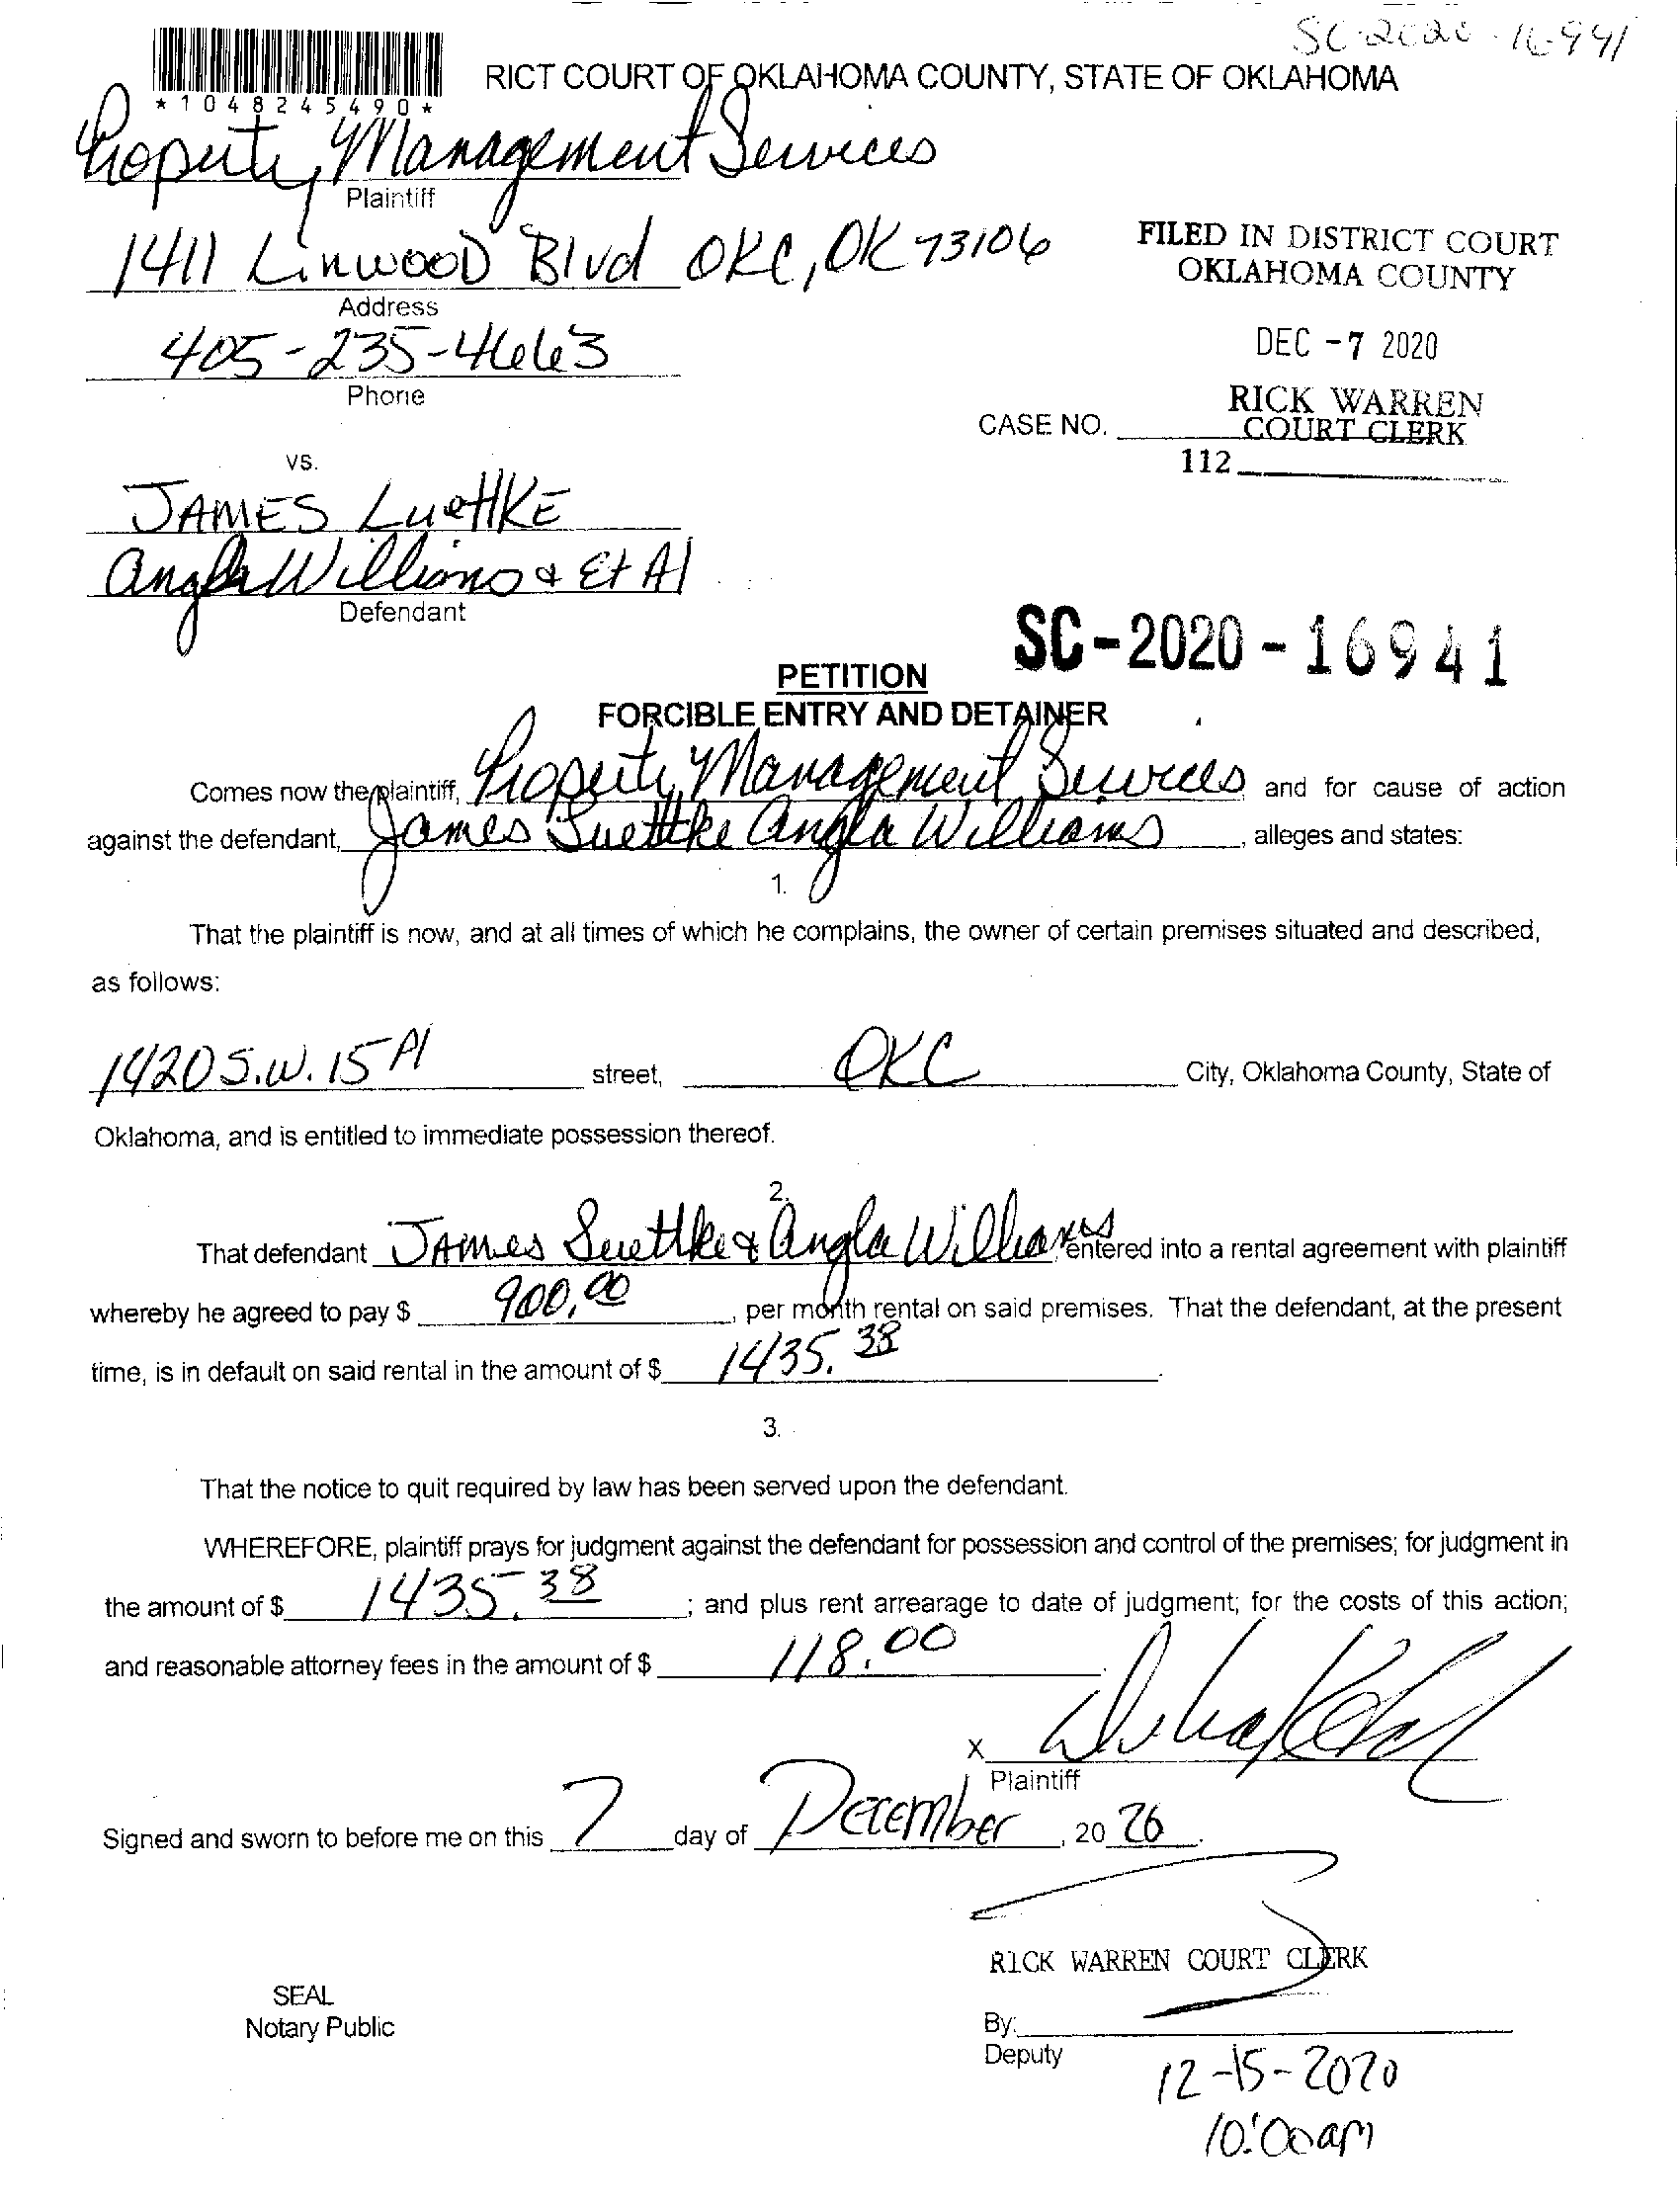 SC-2020-16941
*1048245490*
RICT COURT OF OKLAHOMA COUNTY, STATE OF OKLAHOMA
Property Management Services
Plaintiff
1411 Linwood Blvd OKC, OK 73106
Address
FILED IN DISTRICT COURT
OKLAHOMA COUNTY
405-235-4663
Phone
DEC -7 2020
RICK WARREN
COURT CLERK
CASE NO.
112
vs.
JAMES LuettKE
Angla Williams & Et Al
Defendant
SC-2020-16941
PETITION
FORCIBLE ENTRY AND DETAINER
Comes now the plaintiff, Property Management Services and for cause of action
against the defendant, James Luettke Angla Williams, alleges and states:
1.
That the plaintiff is now, and at all times of which he complains, the owner of certain premises situated and described,
as follows:
1420 S.W. 15 Pl street, OKC City, Oklahoma County, State of
Oklahoma, and is entitled to immediate possession thereof.
2.
That defendant James Luettke & Angla Williams entered into a rental agreement with plaintiff
whereby he agreed to pay $ 900.00, per month rental on said premises. That the defendant, at the present
time, is in default on said rental in the amount of $ 1435.38.
3.
That the notice to quit required by law has been served upon the defendant.
WHEREFORE, plaintiff prays for judgment against the defendant for possession and control of the premises; for judgment in
the amount of $ 1435.38; and plus rent arrearage to date of judgment; for the costs of this action;
and reasonable attorney fees in the amount of $ 118.00
X
Plaintiff
Signed and sworn to before me on this 7 day of December, 2020.
RICK WARREN COURT CLERK
SEAL
Notary Public
By:
Deputy
12-15-2020
10:00am